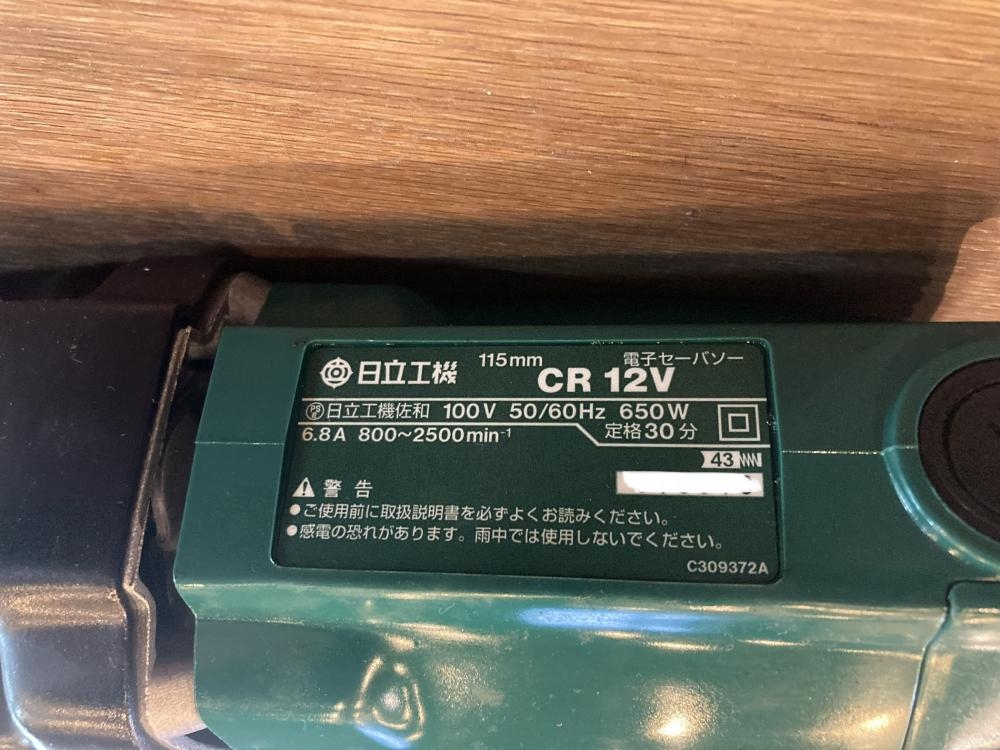 115mm 電子セーバソー
日立工機 CR 12V
PS E 日立工機佐和 100V 50/60Hz 650W
6.8A 800~2500min⁻¹ 定格30分
43
⚠警告
●ご使用前に取扱説明書を必ずよくお読みください。
●感電の恐れがあります。雨中では使用しないでください。
C309372A